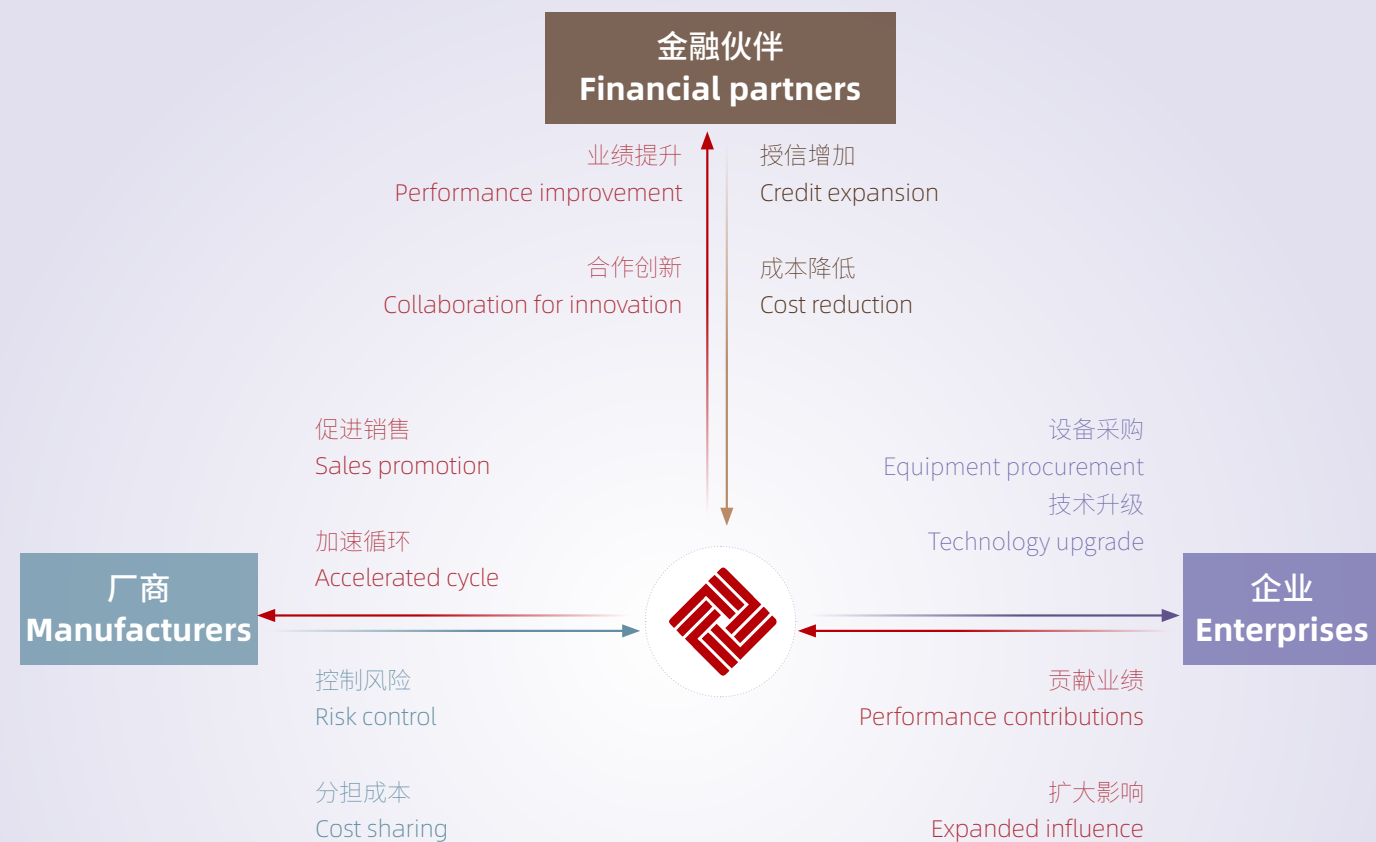 金融伙伴
Financial partners
业绩提升
Performance improvement
合作创新
Collaboration for innovation
授信增加
Credit expansion
成本降低
Cost reduction
促进销售
Sales promotion
加速循环
Accelerated cycle
设备采购
Equipment procurement
技术升级
Technology upgrade
厂商
Manufacturers
企业
Enterprises
控制风险
Risk control
分担成本
Cost sharing
贡献业绩
Performance contributions
扩大影响
Expanded influence